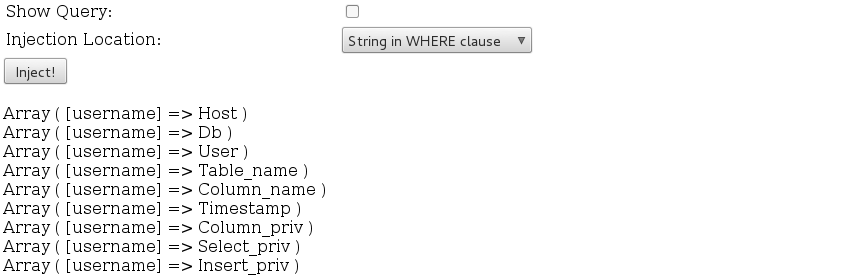 Show Query:
Injection Location:
String in WHERE clause
Inject!
Array ( [username] => Host )
Array ( [username] => Db )
Array ( [username] => User )
Array ( [username] => Table_name )
Array ( [username] => Column_name )
Array ( [username] => Timestamp )
Array ( [username] => Column_priv )
Array ( [username] => Select_priv )
Array ( [username] => Insert_priv )